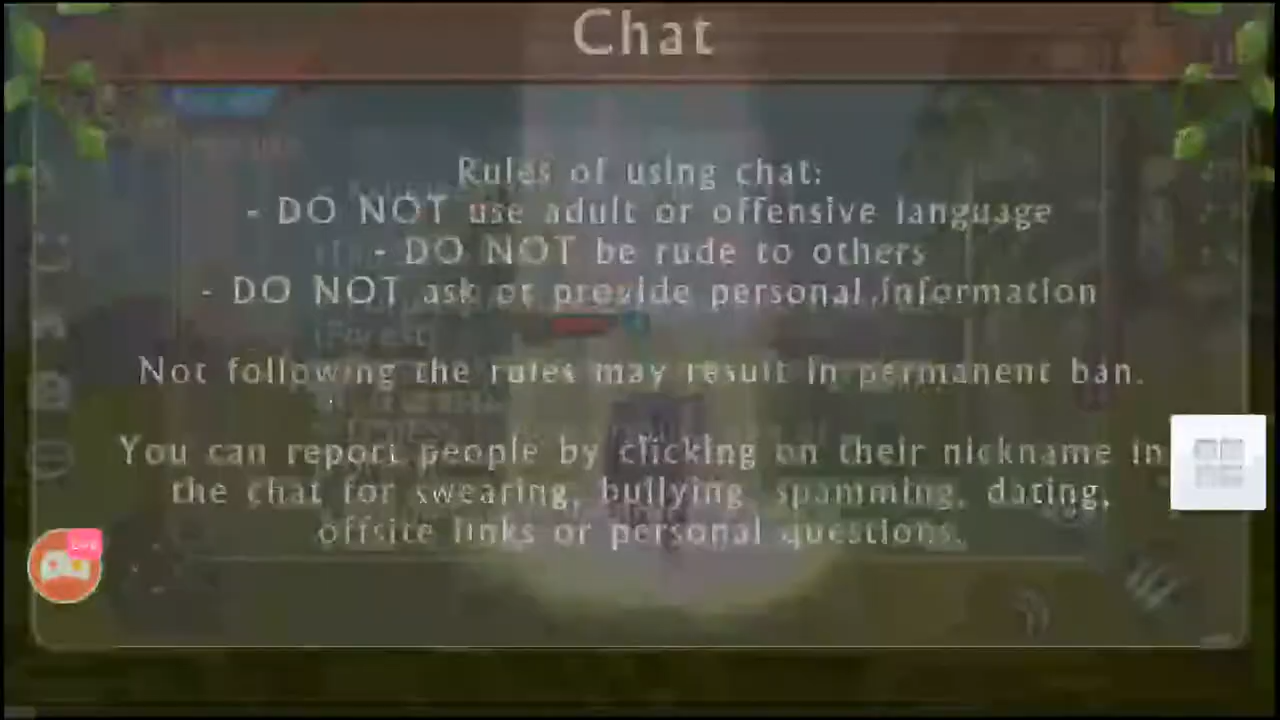 Chat
Rules of using chat:
- DO NOT use adult or offensive language
- DO NOT be rude to others
- DO NOT ask or provide personal information
(Forest)
Not following the rules may result in permanent ban.
You can report people by clicking on their nickname in
the chat for swearing, bullying, spamming, dating,
offsite links or personal questions.